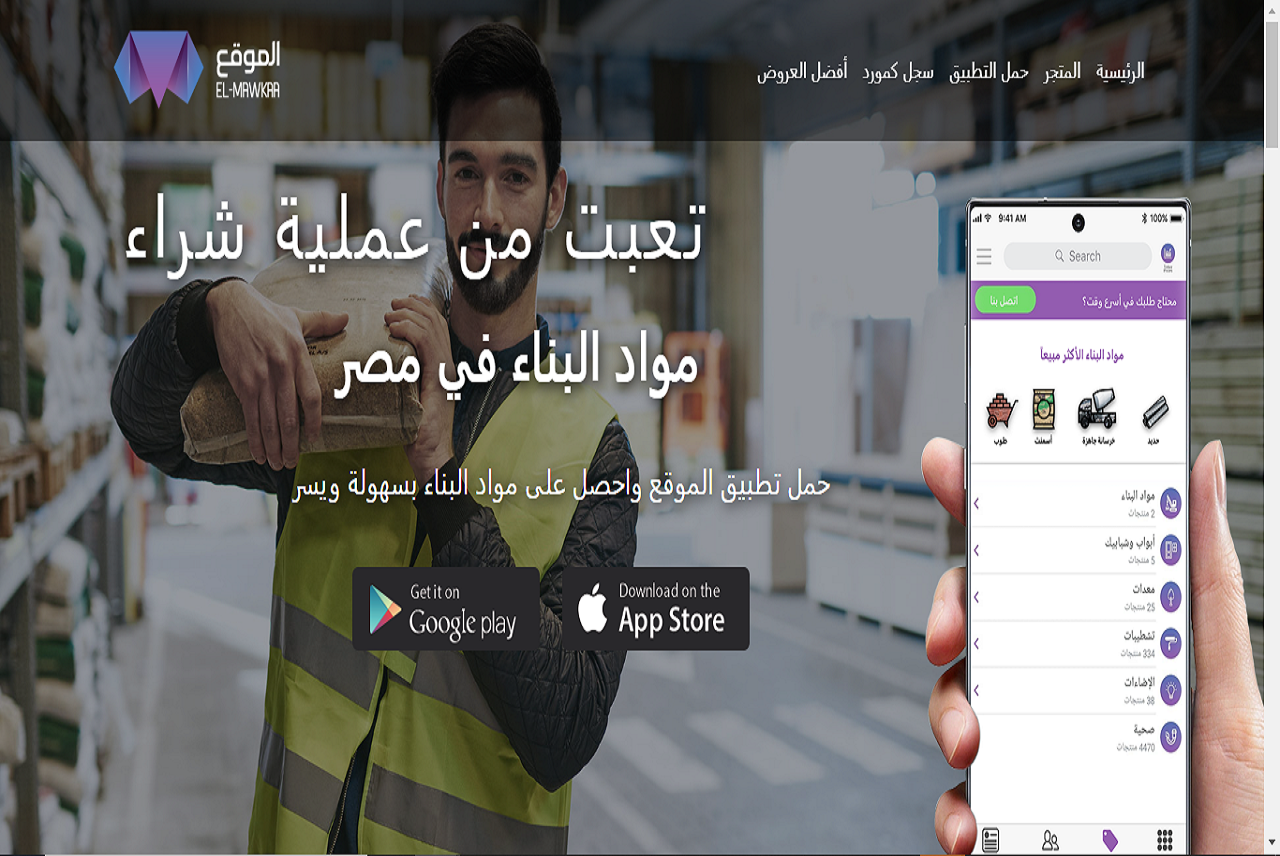 الموقع
EL-MAWKAA
الرئيسية المتجر حمل التطبيق سجل كمورد أفضل العروض
تعبت من عملية شراء
مواد البناء في مصر
حمل تطبيق الموقع واحصل على مواد البناء بسهولة ويسر
Get it on
Google play
Download on the
App Store
9:41 AM
100%
Search
محتاج طلبك في أسرع وقت؟
اتصل بنا
مواد البناء الأكثر مبيعاً
حديد خرسانة جاهزة أسمنت طوب
مواد البناء
2 منتجات
أبواب وشبابيك
5 منتجات
معدات
25 منتجات
تشطيبات
334 منتجات
الإضاءات
38 منتجات
صحية
4470 منتجات